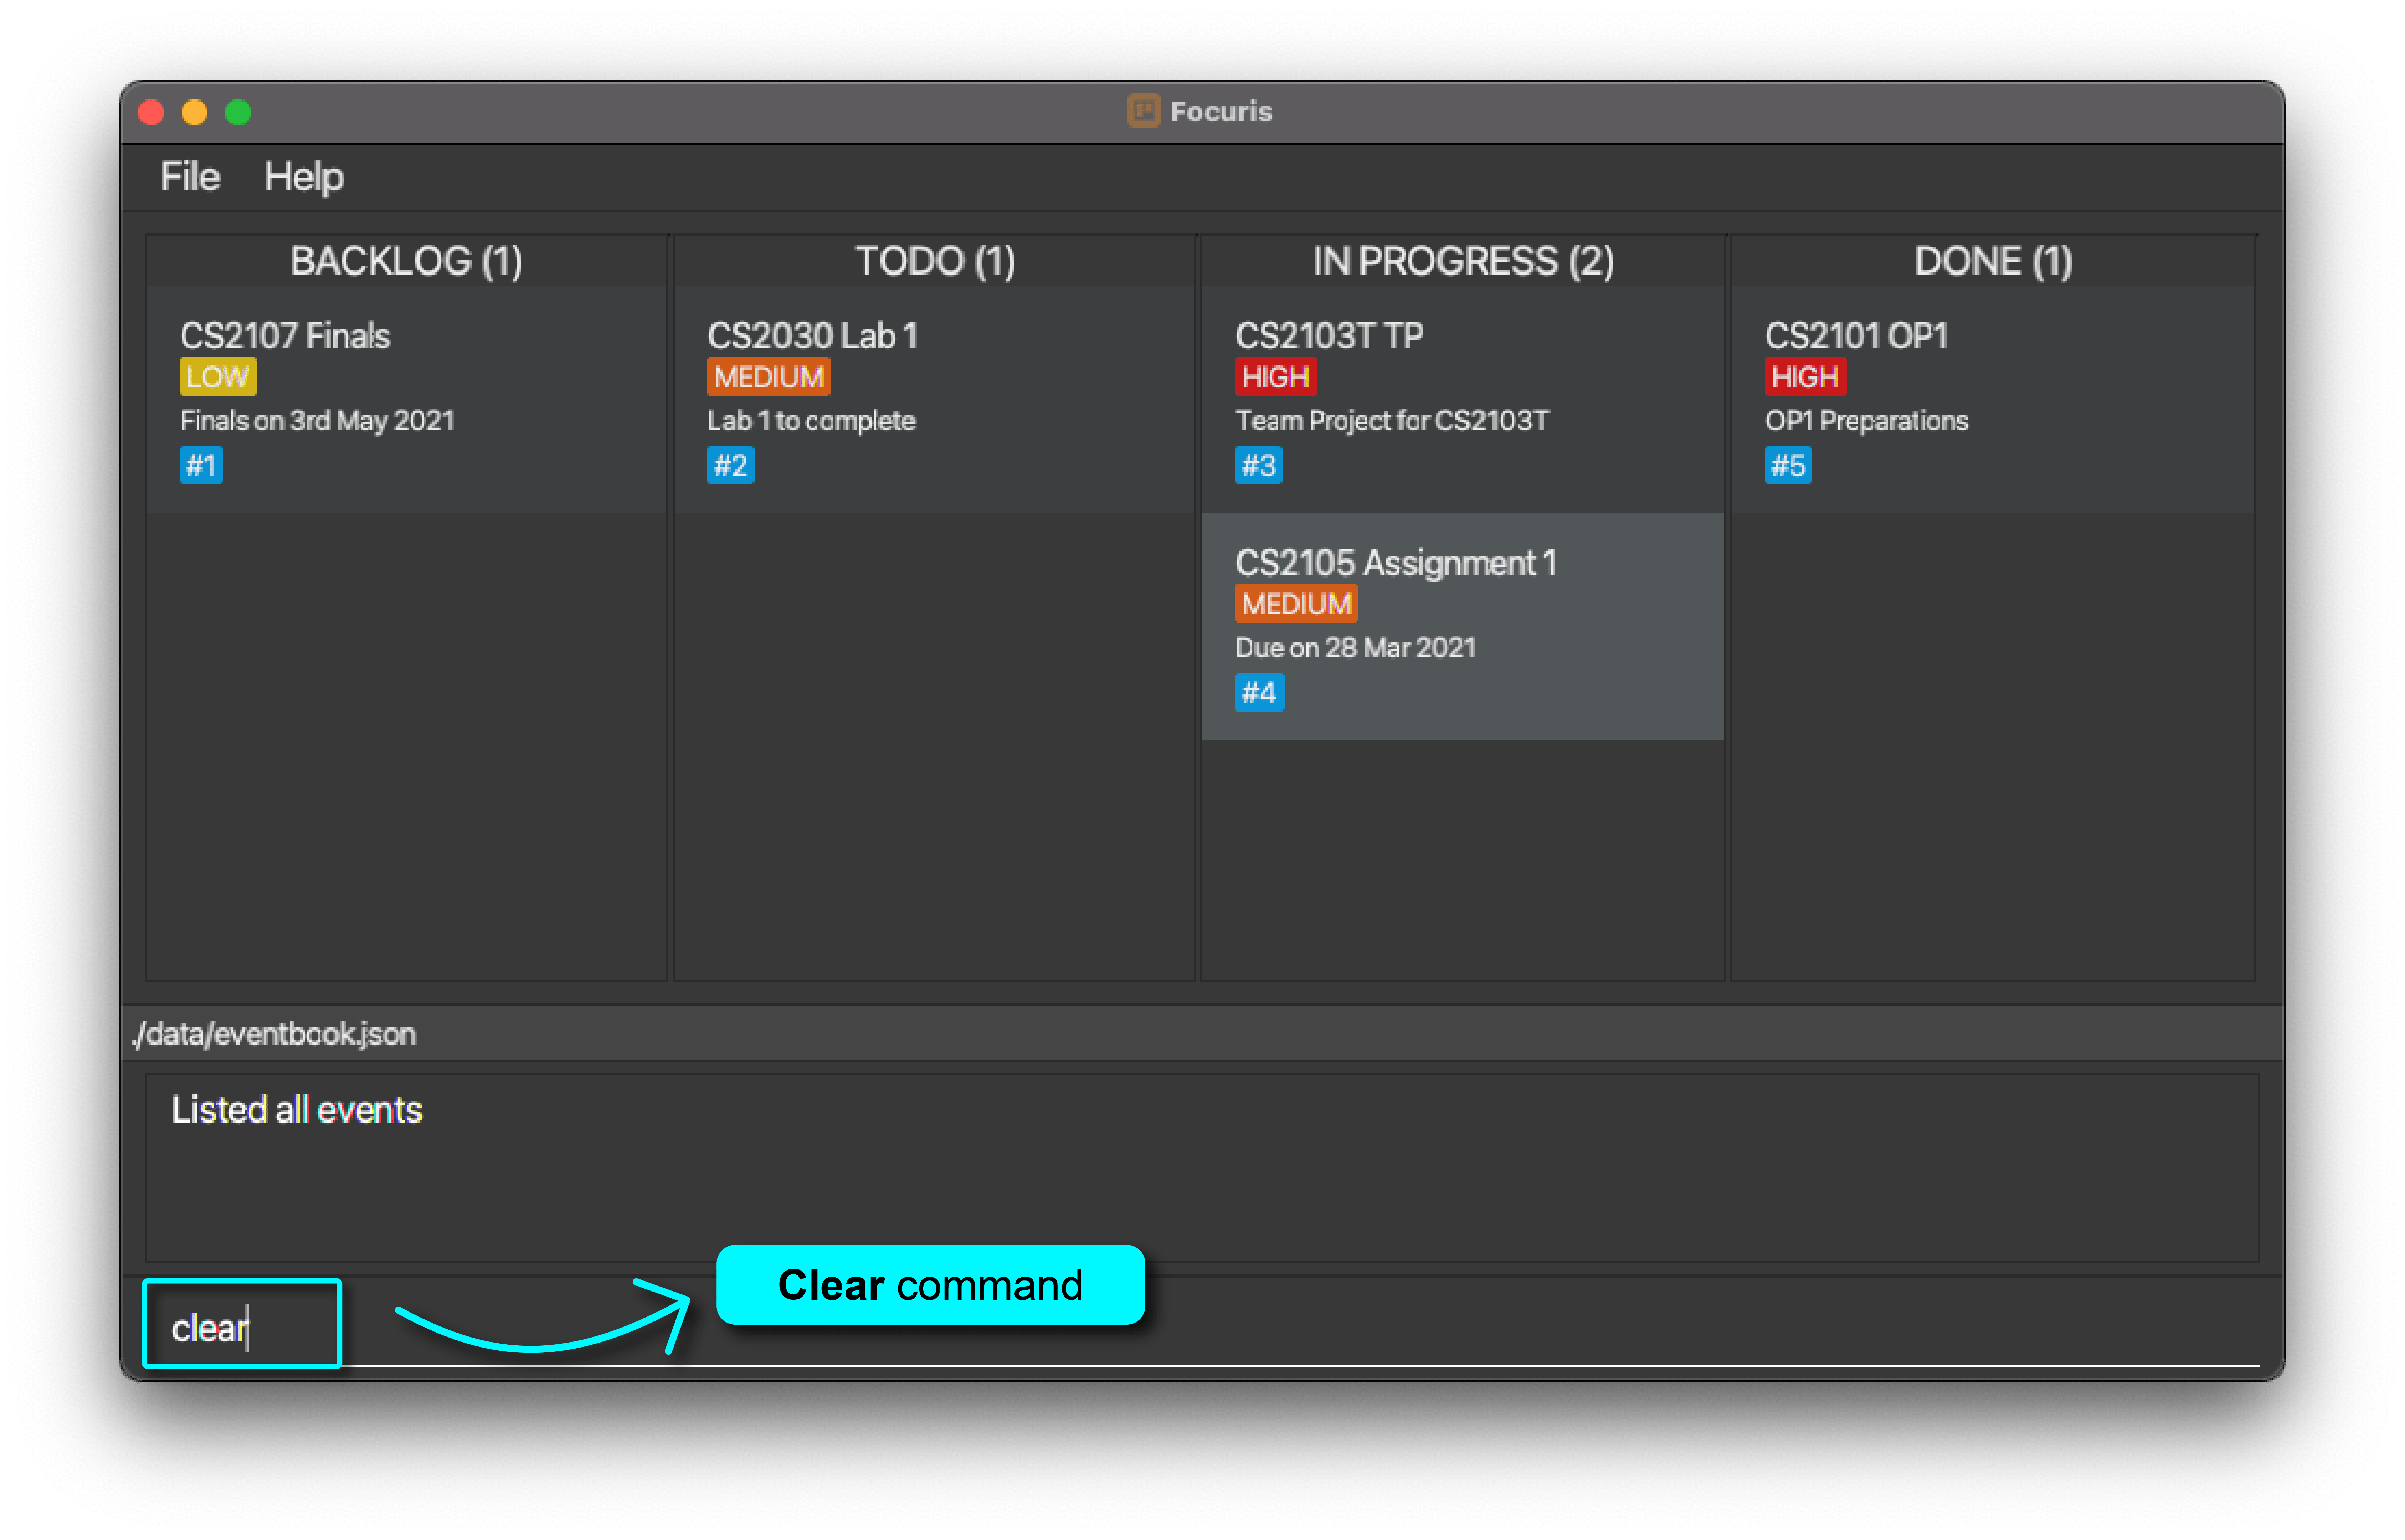 Focuris
File Help
BACKLOG (1)
CS2107 Finals
LOW
Finals on 3rd May 2021
#1
TODO (1)
CS2030 Lab 1
MEDIUM
Lab 1 to complete
#2
IN PROGRESS (2)
CS2103T TP
HIGH
Team Project for CS2103T
#3
CS2105 Assignment 1
MEDIUM
Due on 28 Mar 2021
#4
DONE (1)
CS2101 OP1
HIGH
OP1 Preparations
#5
./data/eventbook.json
Listed all events
clear
Clear command